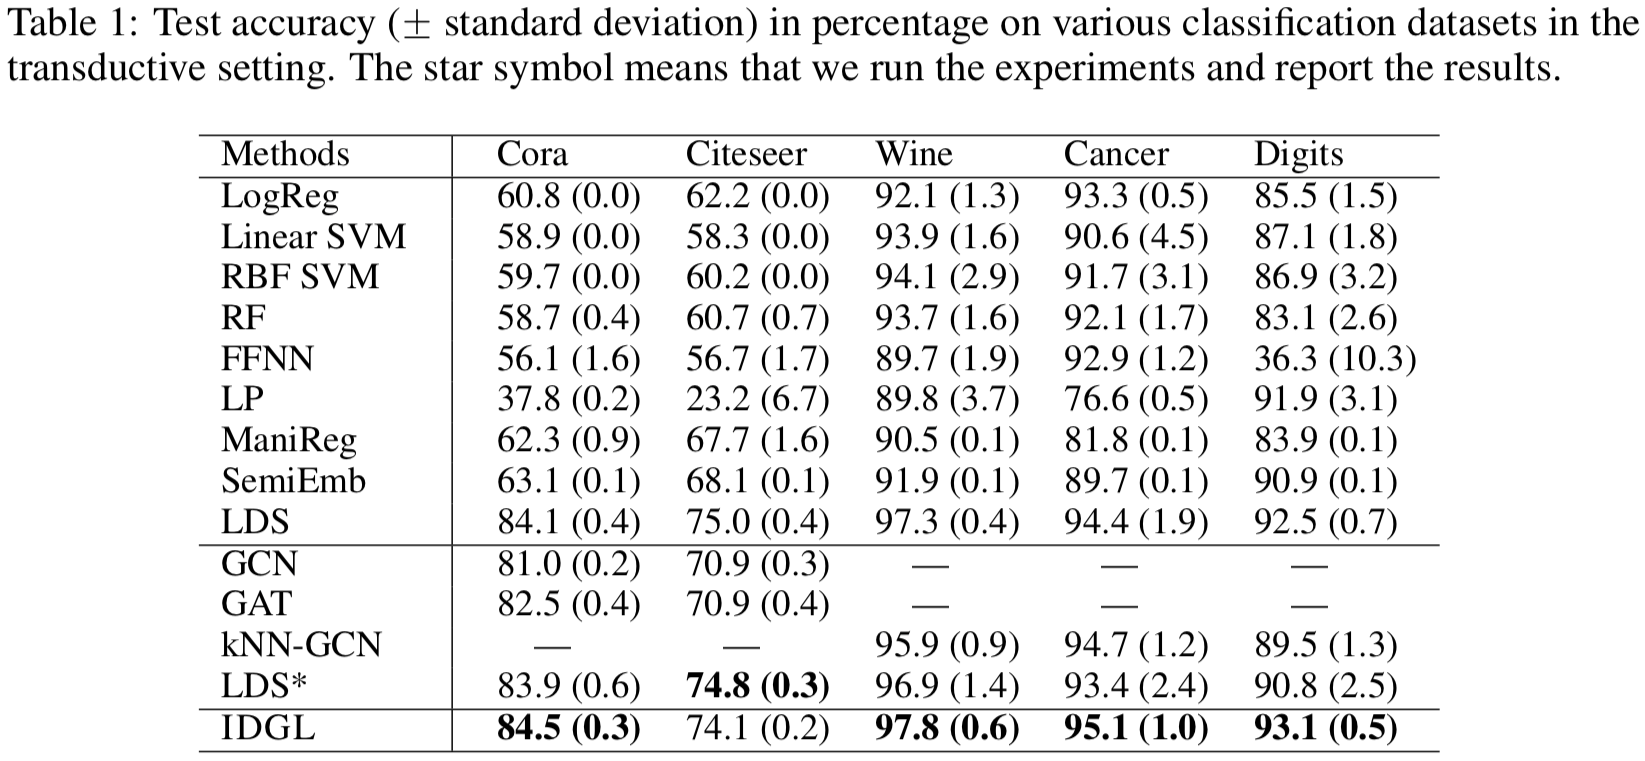 Table 1: Test accuracy (± standard deviation) in percentage on various classification datasets in the
transductive setting. The star symbol means that we run the experiments and report the results.
Methods Cora Citeseer Wine Cancer Digits
LogReg 60.8 (0.0) 62.2 (0.0) 92.1 (1.3) 93.3 (0.5) 85.5 (1.5)
Linear SVM 58.9 (0.0) 58.3 (0.0) 93.9 (1.6) 90.6 (4.5) 87.1 (1.8)
RBF SVM 59.7 (0.0) 60.2 (0.0) 94.1 (2.9) 91.7 (3.1) 86.9 (3.2)
RF 58.7 (0.4) 60.7 (0.7) 93.7 (1.6) 92.1 (1.7) 83.1 (2.6)
FFNN 56.1 (1.6) 56.7 (1.7) 89.7 (1.9) 92.9 (1.2) 36.3 (10.3)
LP 37.8 (0.2) 23.2 (6.7) 89.8 (3.7) 76.6 (0.5) 91.9 (3.1)
ManiReg 62.3 (0.9) 67.7 (1.6) 90.5 (0.1) 81.8 (0.1) 83.9 (0.1)
SemiEmb 63.1 (0.1) 68.1 (0.1) 91.9 (0.1) 89.7 (0.1) 90.9 (0.1)
LDS 84.1 (0.4) 75.0 (0.4) 97.3 (0.4) 94.4 (1.9) 92.5 (0.7)
GCN 81.0 (0.2) 70.9 (0.3) — — —
GAT 82.5 (0.4) 70.9 (0.4) — — —
kNN-GCN — — 95.9 (0.9) 94.7 (1.2) 89.5 (1.3)
LDS* 83.9 (0.6) 74.8 (0.3) 96.9 (1.4) 93.4 (2.4) 90.8 (2.5)
IDGL 84.5 (0.3) 74.1 (0.2) 97.8 (0.6) 95.1 (1.0) 93.1 (0.5)